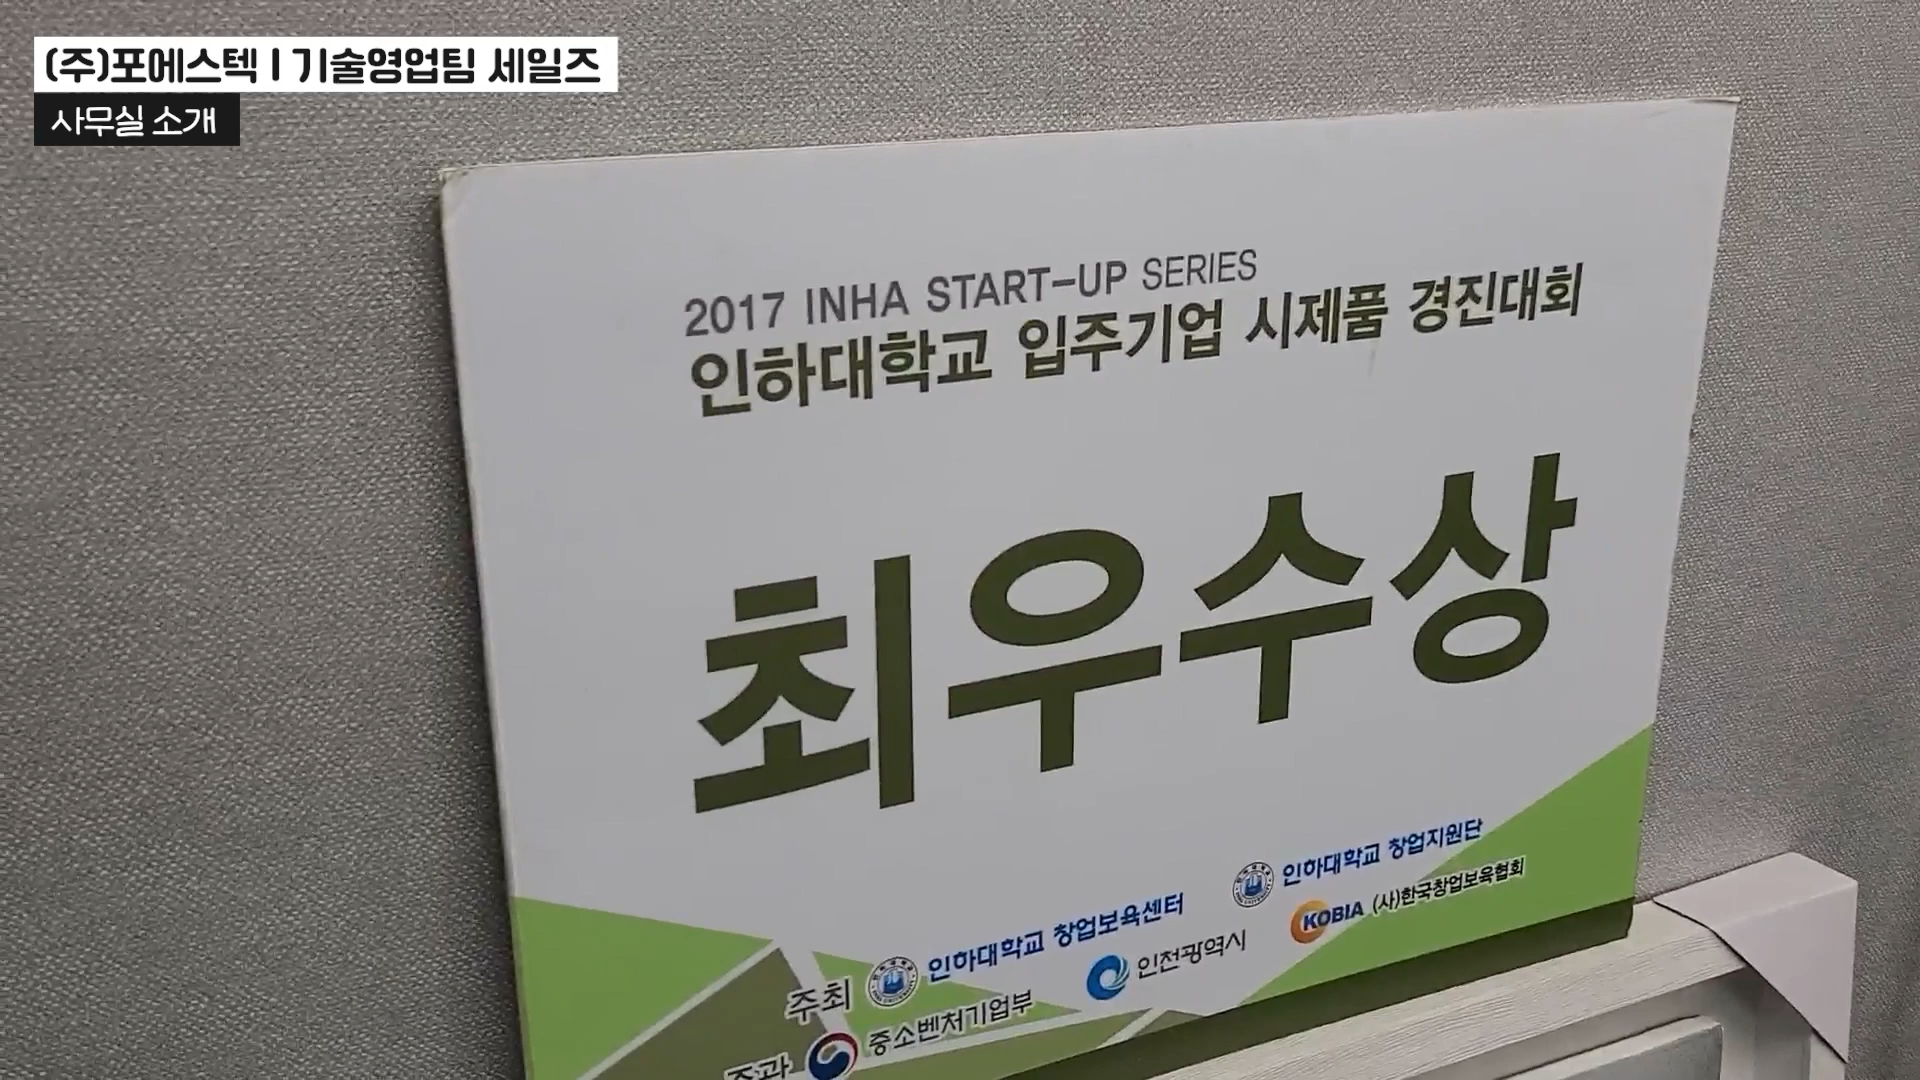 (주)포에스텍 | 기술영업팀 세일즈
사무실 소개
2017 INHA START-UP SERIES
인하대학교 입주기업 시제품 경진대회
최우수상
주최 인하대학교 창업보육센터 인하대학교 창업지원단
주관 중소벤처기업부 인천광역시 KOBIA (사)한국창업보육협회